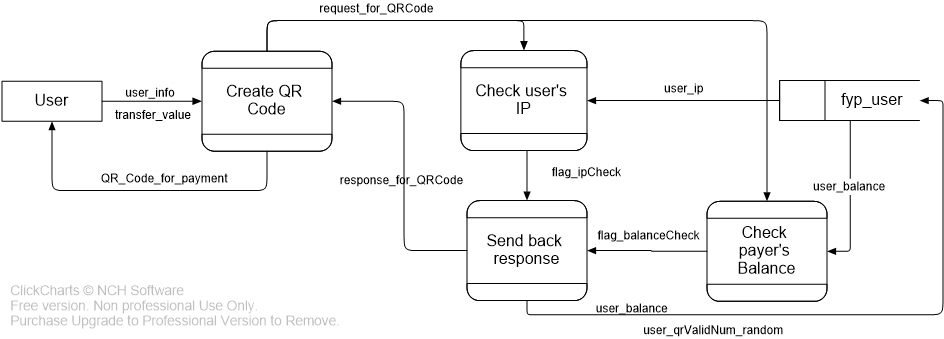 request_for_QRCode
User
user_info
transfer_value
Create QR
Code
Check user's
IP
user_ip
fyp_user
QR_Code_for_payment
response_for_QRCode
flag_ipCheck
user_balance
Send back
response
flag_balanceCheck
Check
payer's
Balance
ClickCharts © NCH Software
Free version. Non professional Use Only.
Purchase Upgrade to Professional Version to Remove.
user_balance
user_qrValidNum_random